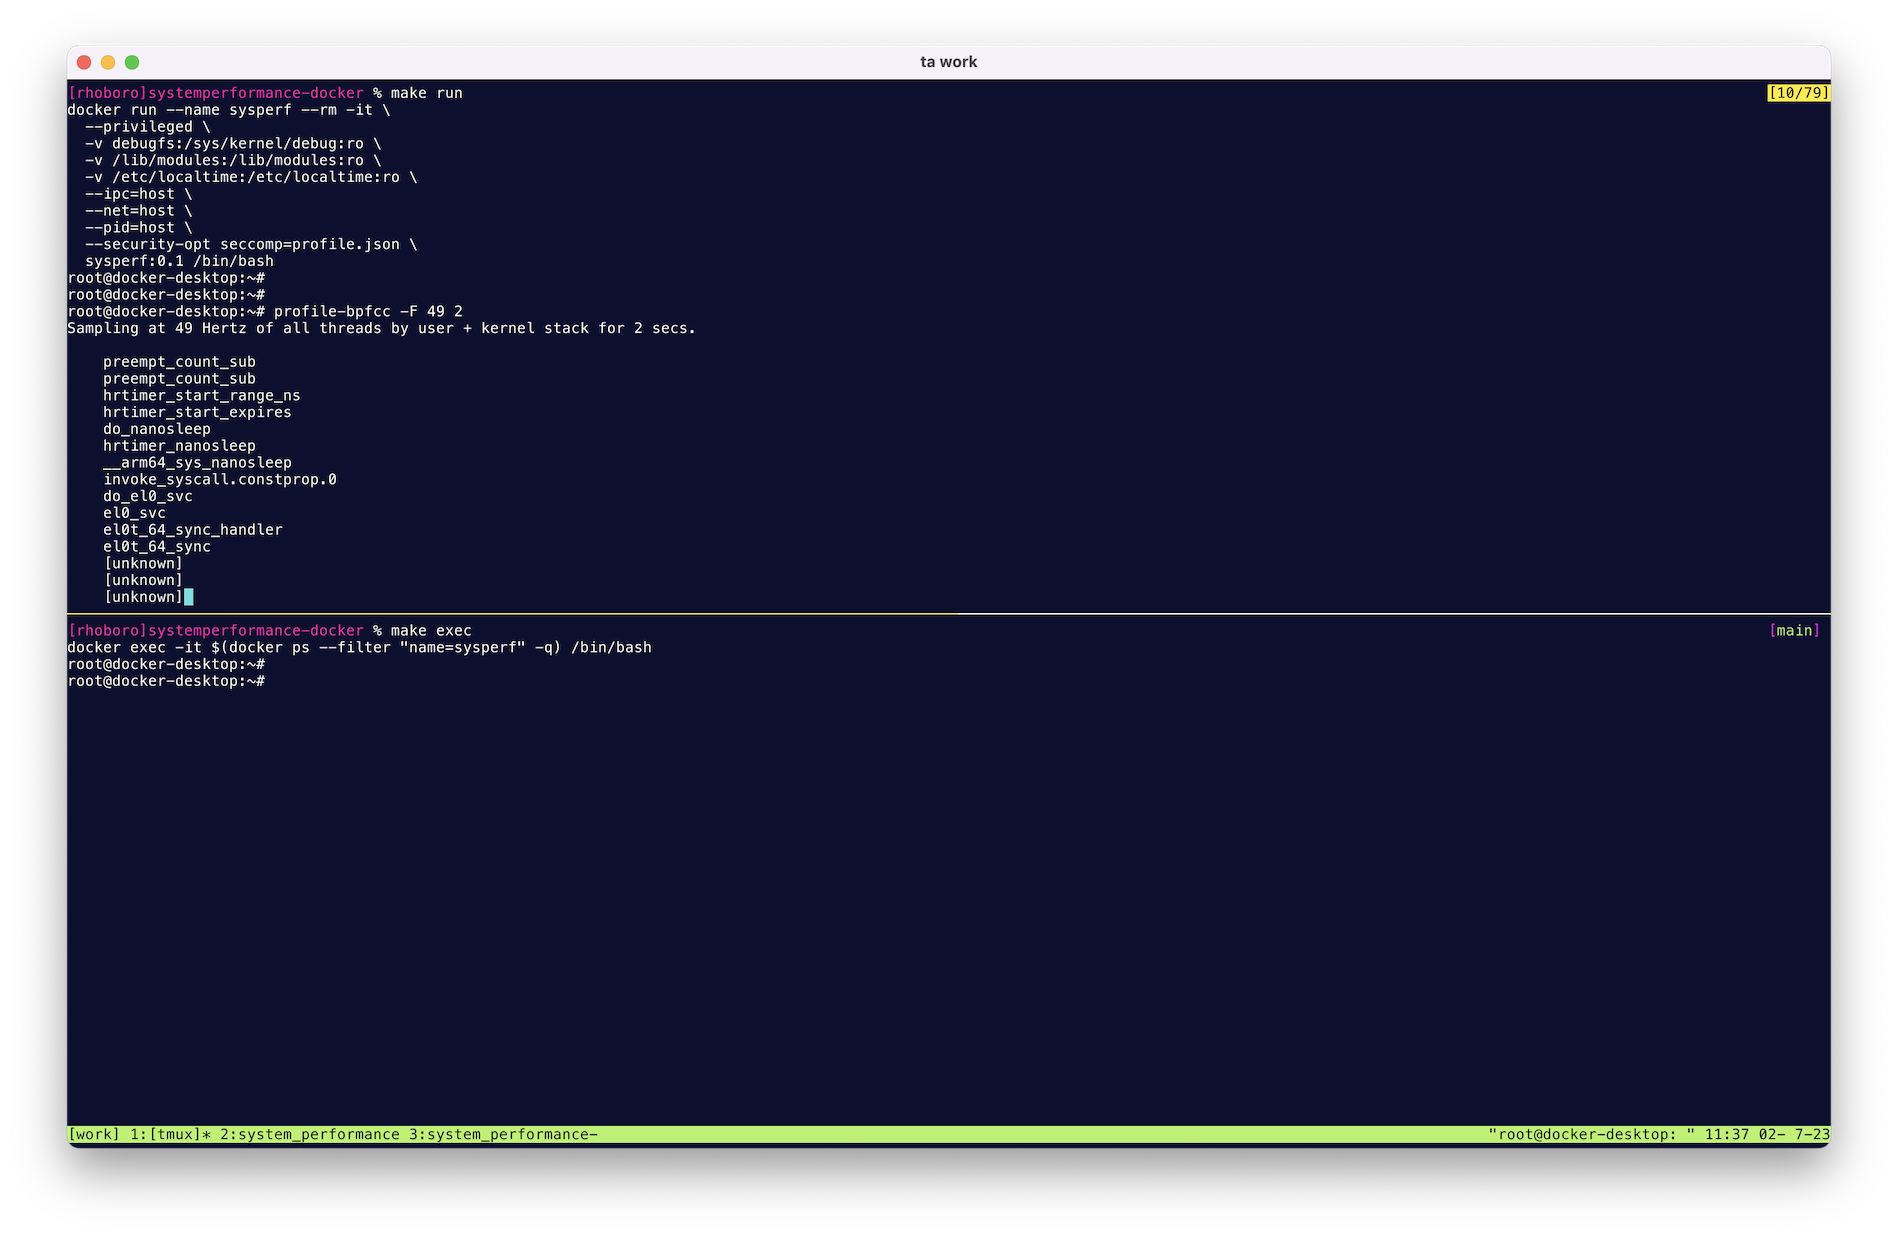 ta work
[rhoboro]systemperformance-docker % make run [10/79]
docker run --name sysperf --rm -it \
  --privileged \
  -v debugfs:/sys/kernel/debug:ro \
  -v /lib/modules:/lib/modules:ro \
  -v /etc/localtime:/etc/localtime:ro \
  --ipc=host \
  --net=host \
  --pid=host \
  --security-opt seccomp=profile.json \
  sysperf:0.1 /bin/bash
root@docker-desktop:~#
root@docker-desktop:~#
root@docker-desktop:~# profile-bpfcc -F 49 2
Sampling at 49 Hertz of all threads by user + kernel stack for 2 secs.
    preempt_count_sub
    preempt_count_sub
    hrtimer_start_range_ns
    hrtimer_start_expires
    do_nanosleep
    hrtimer_nanosleep
    __arm64_sys_nanosleep
    invoke_syscall.constprop.0
    do_el0_svc
    el0_svc
    el0t_64_sync_handler
    el0t_64_sync
    [unknown]
    [unknown]
    [unknown]
[rhoboro]systemperformance-docker % make exec [main]
docker exec -it $(docker ps --filter "name=sysperf" -q) /bin/bash
root@docker-desktop:~#
root@docker-desktop:~#
[work] 1:[tmux]* 2:system_performance 3:system_performance- "root@docker-desktop: " 11:37 02- 7-23